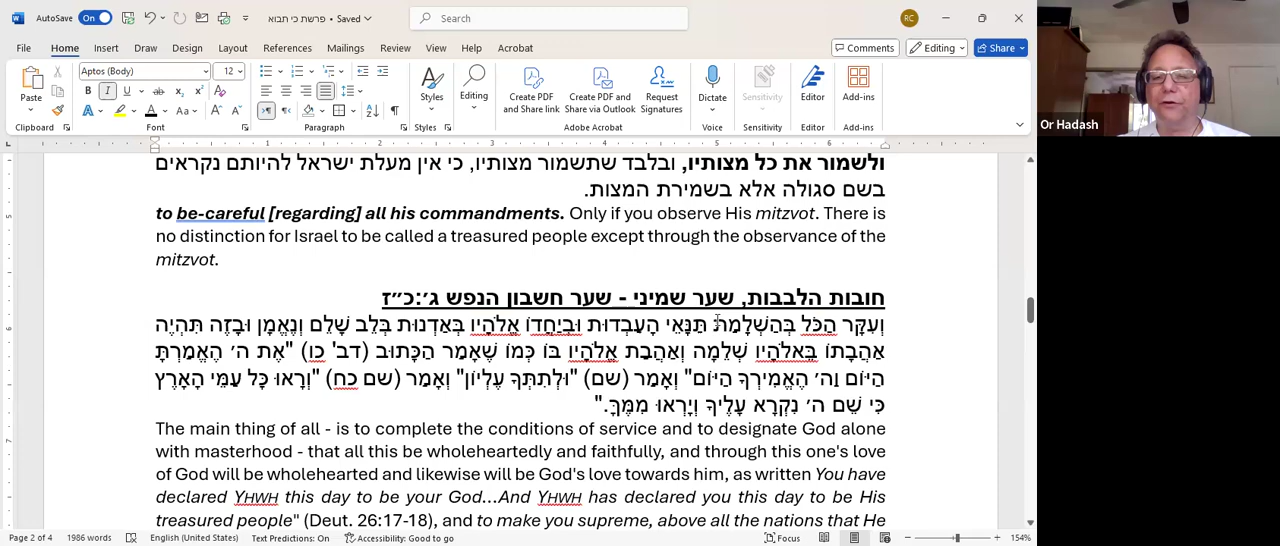 AutoSave On פרשת כי תבוא • Saved Search RC
File Home Insert Draw Design Layout References Mailings Review View Help Acrobat Comments Editing Share
Aptos (Body) 12
Paste Styles Editing Create PDF and Share link Create PDF and Share via Outlook Request Signatures Dictate Sensitivity Editor Add-ins
Clipboard Font Paragraph Styles Adobe Acrobat Voice Sensitivity Editor Add-ins
Or Hadash
ולשמור את כל מצותיו, ובלבד שתשמור מצותיו, כי אין מעלת ישראל להיותם נקראים
בשם סגולה אלא בשמירת המצות.
to be-careful [regarding] all his commandments. Only if you observe His mitzvot. There is
no distinction for Israel to be called a treasured people except through the observance of the
mitzvot.
חובות הלבבות, שער שמיני - שער חשבון הנפש ג׳:כ״ז
וְעִקָּר הַכֹּל בְּהַשְׁלָמַת תַּנָּאֵי הָעַבְדוּת וּבְיַחֲדוֹ אֱלֹהָיו בְּאַדְנוּת בְּלֵב שָׁלֵם וְנֶאֱמָן וּבָזֶה תִּהְיֶה
אַהֲבָתוֹ בֵּאלֹהָיו שְׁלֵמָה וְאַהֲבַת אֱלֹהָיו בּוֹ כְּמוֹ שֶׁאָמַר הַכָּתוּב (דב' כו) "אֶת ה׳ הֶאֱמַרְתָּ
הַיּוֹם וַה׳ הֶאֱמִירְךָ הַיּוֹם" וְאָמַר (שם) "וּלְתִתְּךָ עֶלְיוֹן" וְאָמַר (שם כח) "וְרָאוּ כָּל עַמֵּי הָאָרֶץ
כִּי שֵׁם ה׳ נִקְרָא עָלֶיךָ וְיָרְאוּ מִמֶּךָּ."
The main thing of all - is to complete the conditions of service and to designate God alone
with masterhood - that all this be wholeheartedly and faithfully, and through this one's love
of God will be wholehearted and likewise will be God's love towards him, as written You have
declared YHWH this day to be your God...And YHWH has declared you this day to be His
treasured people" (Deut. 26:17-18), and to make you supreme, above all the nations that He
Page 2 of 4 1986 words English (United States) Text Predictions: On Accessibility: Good to go Focus 154%